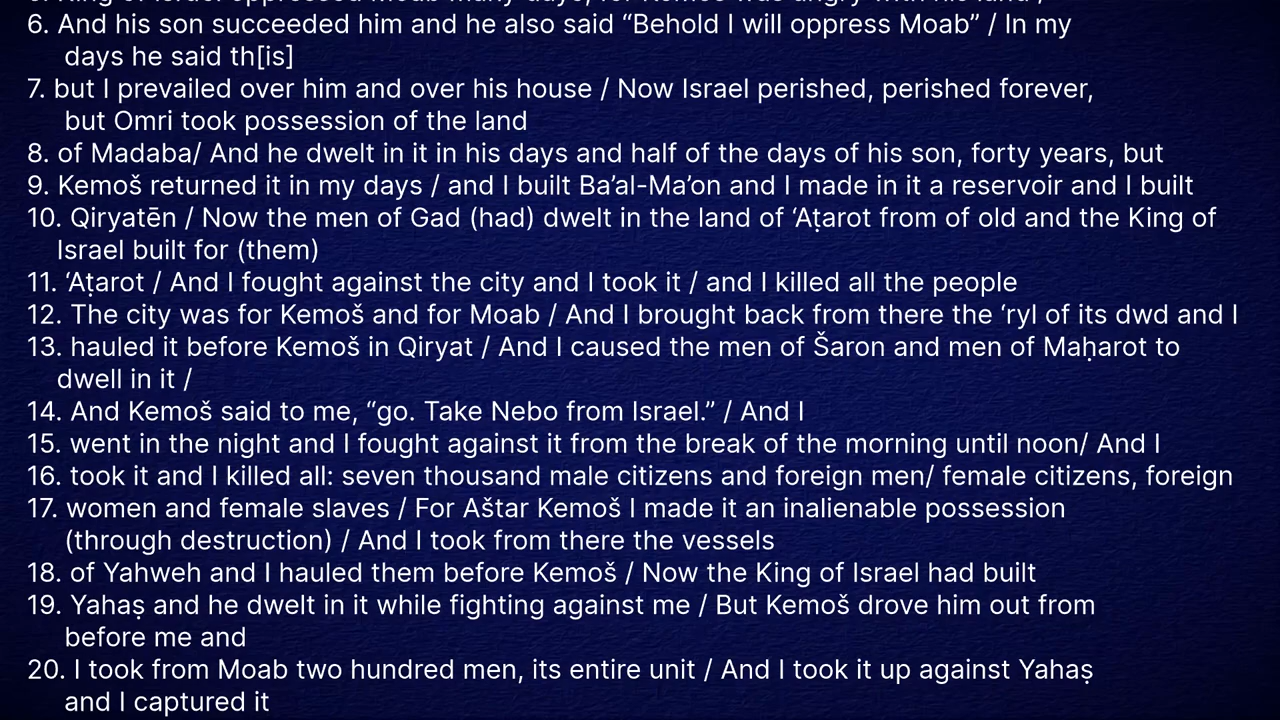 6. And his son succeeded him and he also said “Behold I will oppress Moab” / In my
days he said th[is]
7. but I prevailed over him and over his house / Now Israel perished, perished forever,
but Omri took possession of the land
8. of Madaba/ And he dwelt in it in his days and half of the days of his son, forty years, but
9. Kemoš returned it in my days / and I built Ba’al-Ma’on and I made in it a reservoir and I built
10. Qiryatēn / Now the men of Gad (had) dwelt in the land of ‘Aṭarot from of old and the King of
Israel built for (them)
11. ‘Aṭarot / And I fought against the city and I took it / and I killed all the people
12. The city was for Kemoš and for Moab / And I brought back from there the ‘ryl of its dwd and I
13. hauled it before Kemoš in Qiryat / And I caused the men of Šaron and men of Maḥarot to
dwell in it /
14. And Kemoš said to me, “go. Take Nebo from Israel.” / And I
15. went in the night and I fought against it from the break of the morning until noon/ And I
16. took it and I killed all: seven thousand male citizens and foreign men/ female citizens, foreign
17. women and female slaves / For Aštar Kemoš I made it an inalienable possession
(through destruction) / And I took from there the vessels
18. of Yahweh and I hauled them before Kemoš / Now the King of Israel had built
19. Yahaṣ and he dwelt in it while fighting against me / But Kemoš drove him out from
before me and
20. I took from Moab two hundred men, its entire unit / And I took it up against Yahaṣ
and I captured it